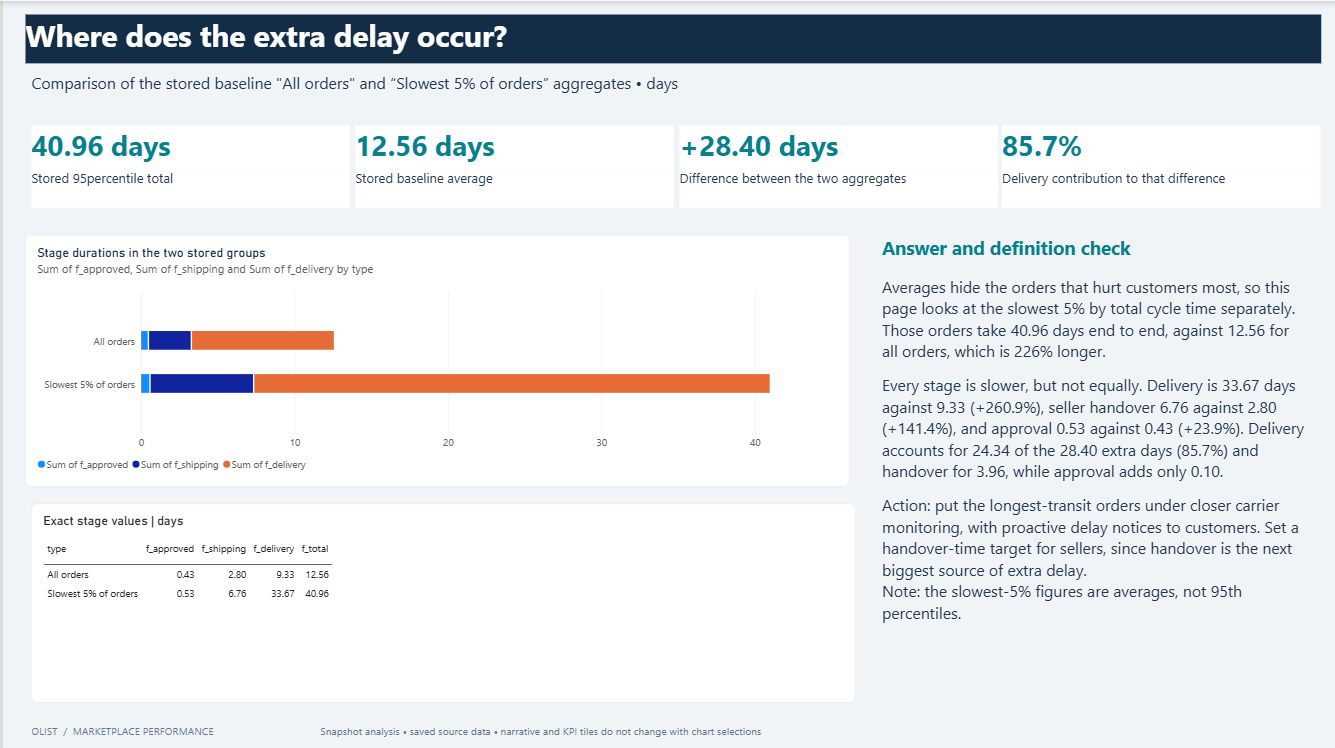 Where does the extra delay occur?
Comparison of the stored baseline "All orders" and “Slowest 5% of orders” aggregates • days
40.96 days
Stored 95percentile total
12.56 days
Stored baseline average
+28.40 days
Difference between the two aggregates
85.7%
Delivery contribution to that difference
Stage durations in the two stored groups
Sum of f_approved, Sum of f_shipping and Sum of f_delivery by type
All orders
Slowest 5% of orders
0 10 20 30 40
Sum of f_approved Sum of f_shipping Sum of f_delivery
Exact stage values | days
type f_approved f_shipping f_delivery f_total
All orders 0.43 2.80 9.33 12.56
Slowest 5% of orders 0.53 6.76 33.67 40.96
Answer and definition check
Averages hide the orders that hurt customers most, so this
page looks at the slowest 5% by total cycle time separately.
Those orders take 40.96 days end to end, against 12.56 for
all orders, which is 226% longer.
Every stage is slower, but not equally. Delivery is 33.67 days
against 9.33 (+260.9%), seller handover 6.76 against 2.80
(+141.4%), and approval 0.53 against 0.43 (+23.9%). Delivery
accounts for 24.34 of the 28.40 extra days (85.7%) and
handover for 3.96, while approval adds only 0.10.
Action: put the longest-transit orders under closer carrier
monitoring, with proactive delay notices to customers. Set a
handover-time target for sellers, since handover is the next
biggest source of extra delay.
Note: the slowest-5% figures are averages, not 95th
percentiles.
OLIST / MARKETPLACE PERFORMANCE
Snapshot analysis • saved source data • narrative and KPI tiles do not change with chart selections